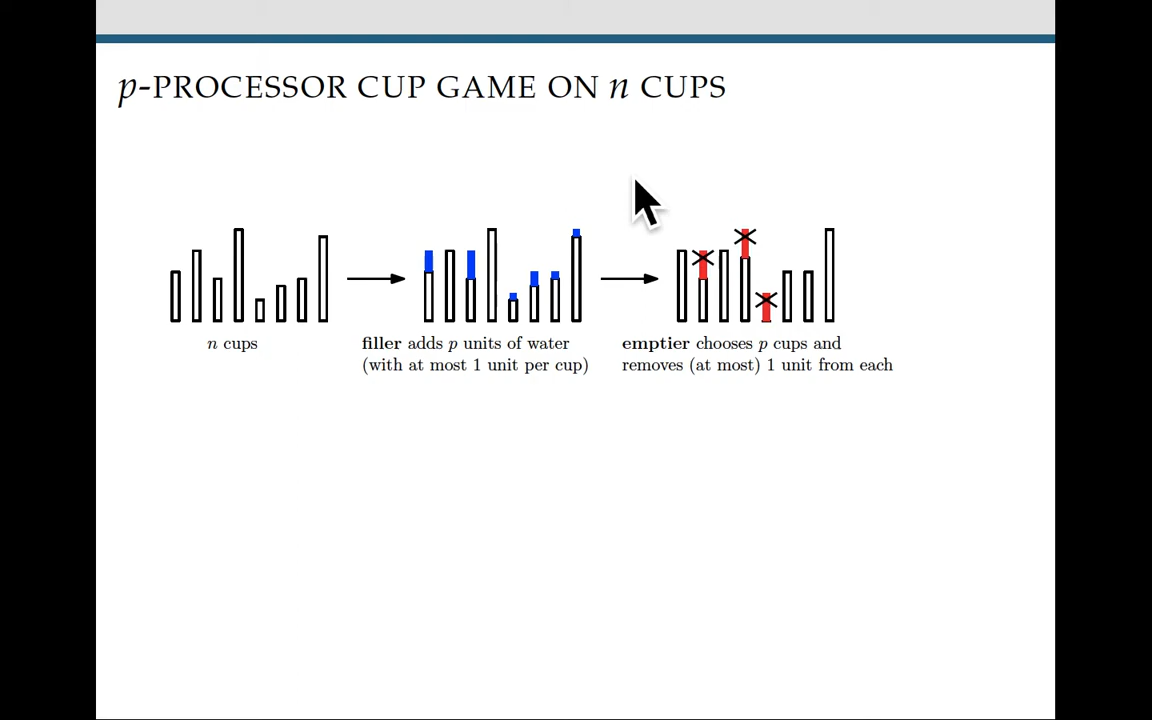 p-PROCESSOR CUP GAME ON n CUPS
n cups
filler adds p units of water
(with at most 1 unit per cup)
emptier chooses p cups and
removes (at most) 1 unit from each